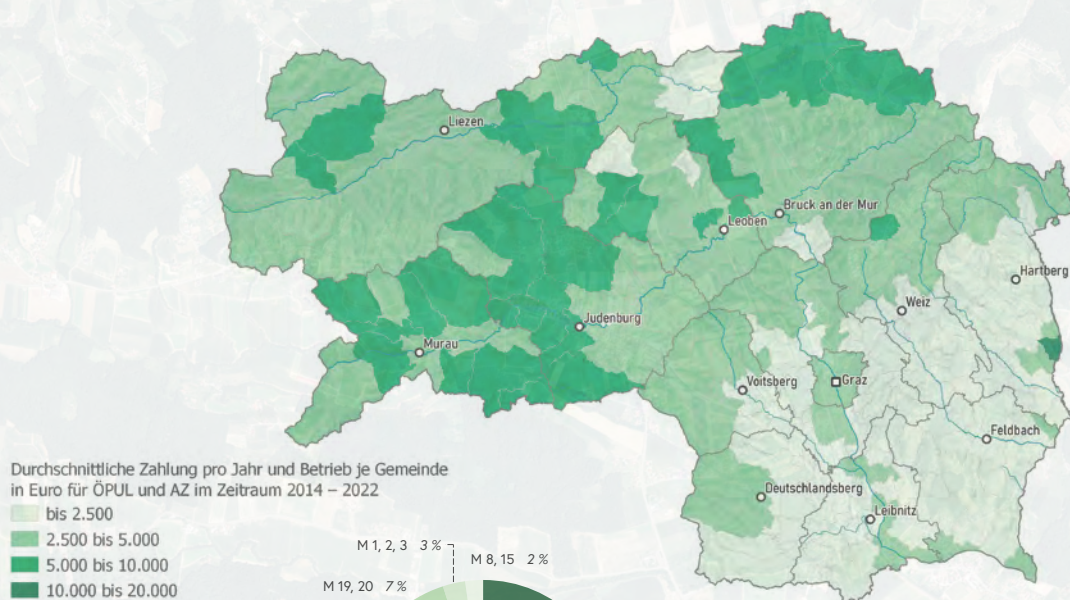 Liezen
Bruck an der Mur
Leoben
Hartberg
Weiz
Judenburg
Murau
Voitsberg
Graz
Feldbach
Deutschlandsberg
Leibnitz
Durchschnittliche Zahlung pro Jahr und Betrieb je Gemeinde
in Euro für ÖPUL und AZ im Zeitraum 2014 – 2022
bis 2.500
2.500 bis 5.000
5.000 bis 10.000
10.000 bis 20.000
M 1, 2, 3 3 %
M 8, 15 2 %
M 19, 20 7 %